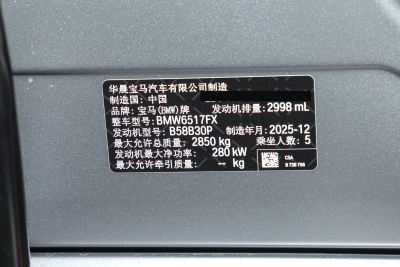 华晨宝马汽车有限公司制造
制造国：中国
品牌：宝马(BMW)牌 发动机排量：2998 mL
整车型号：BMW6517FX
发动机型号：B58B30P 制造年月：2025-12
最大允许总质量：2850 kg 乘坐人数：5
发动机最大净功率：280 kW
最大允许牵引质量：-- kg
CSA
9 738 756